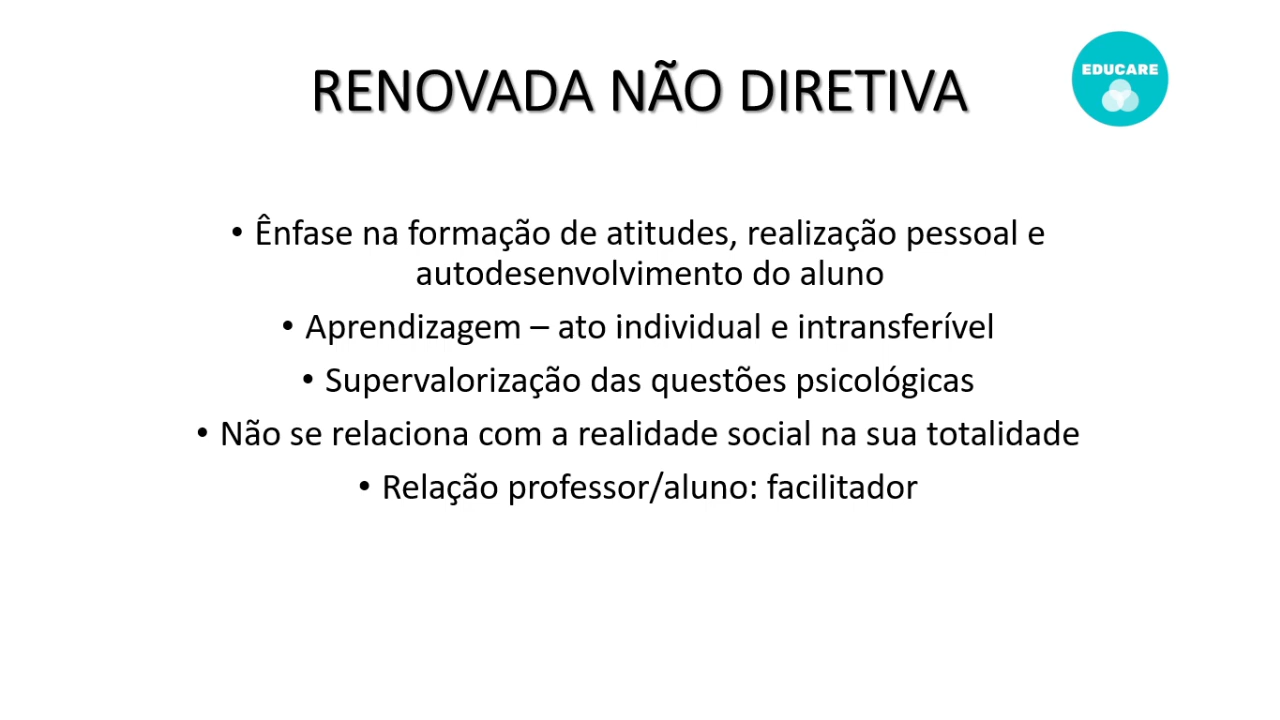 RENOVADA NÃO DIRETIVA
EDUCARE
• Ênfase na formação de atitudes, realização pessoal e
autodesenvolvimento do aluno
• Aprendizagem – ato individual e intransferível
• Supervalorização das questões psicológicas
• Não se relaciona com a realidade social na sua totalidade
• Relação professor/aluno: facilitador